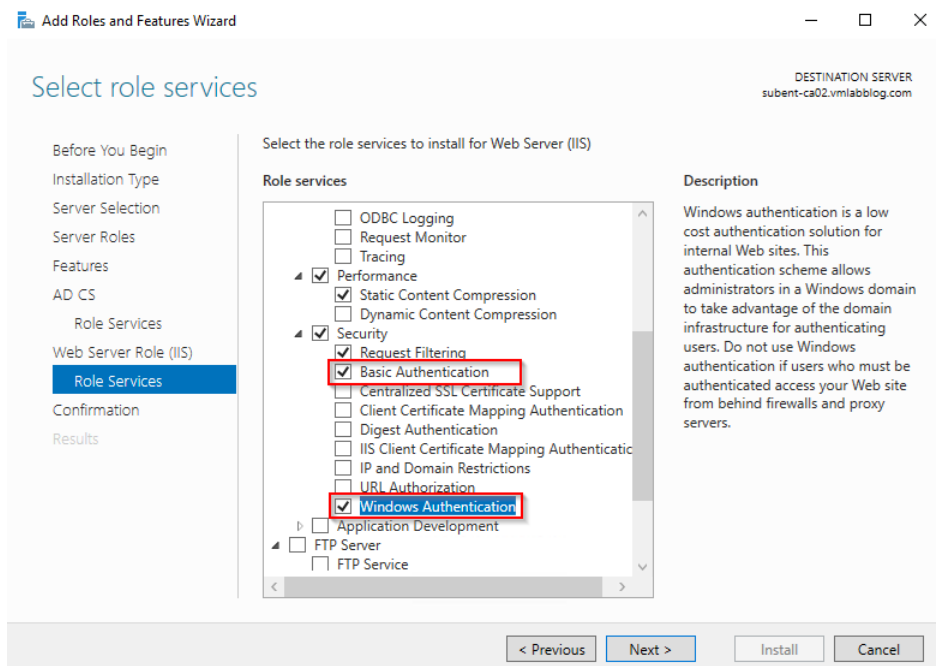 Add Roles and Features Wizard
Select role services
DESTINATION SERVER
subent-ca02.vmlabblog.com
Before You Begin
Installation Type
Server Selection
Server Roles
Features
AD CS
Role Services
Web Server Role (IIS)
Role Services
Confirmation
Results
Select the role services to install for Web Server (IIS)
Role services
ODBC Logging
Request Monitor
Tracing
Performance
Static Content Compression
Dynamic Content Compression
Security
Request Filtering
Basic Authentication
Centralized SSL Certificate Support
Client Certificate Mapping Authentication
Digest Authentication
IIS Client Certificate Mapping Authenticatic
IP and Domain Restrictions
URL Authorization
Windows Authentication
Application Development
FTP Server
FTP Service
Description
Windows authentication is a low
cost authentication solution for
internal Web sites. This
authentication scheme allows
administrators in a Windows domain
to take advantage of the domain
infrastructure for authenticating
users. Do not use Windows
authentication if users who must be
authenticated access your Web site
from behind firewalls and proxy
servers.
< Previous
Next >
Install
Cancel